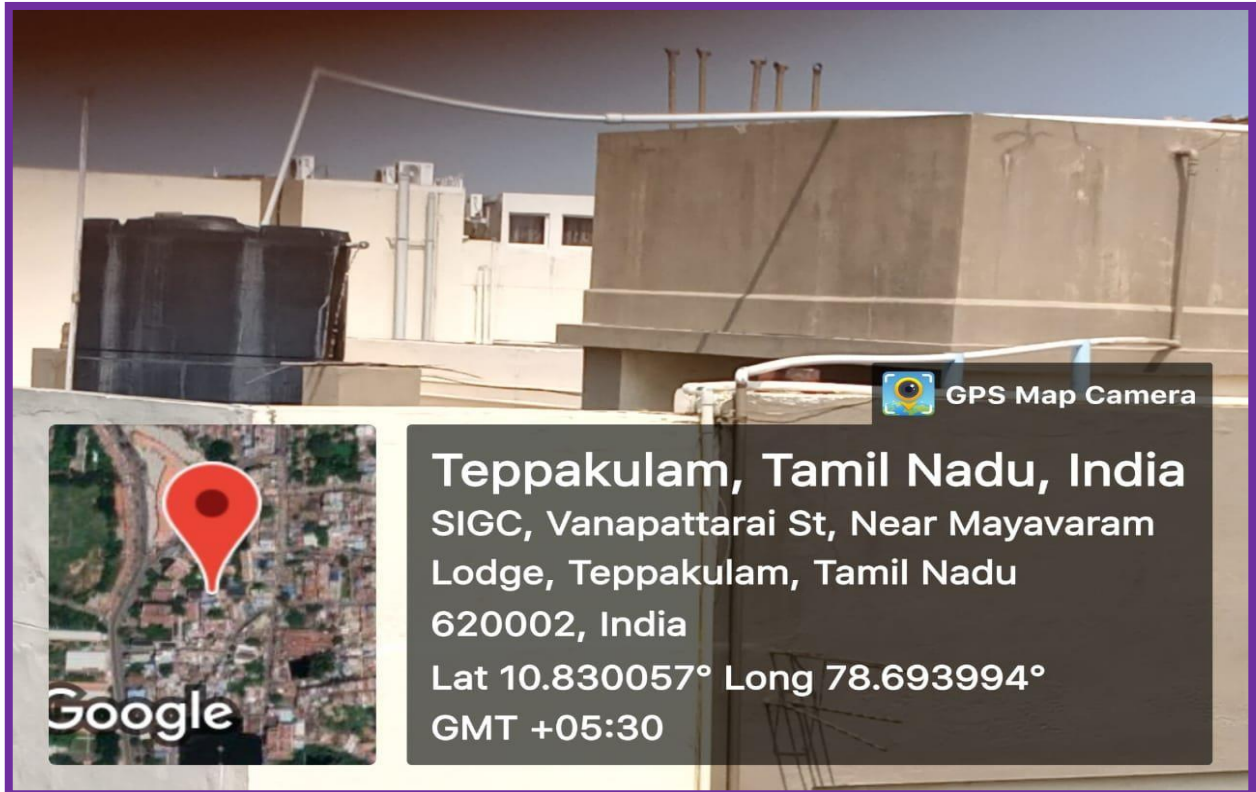 GPS Map Camera
Teppakulam, Tamil Nadu, India
SIGC, Vanapattarai St, Near Mayavaram
Lodge, Teppakulam, Tamil Nadu
620002, India
Lat 10.830057° Long 78.693994°
GMT +05:30
Google